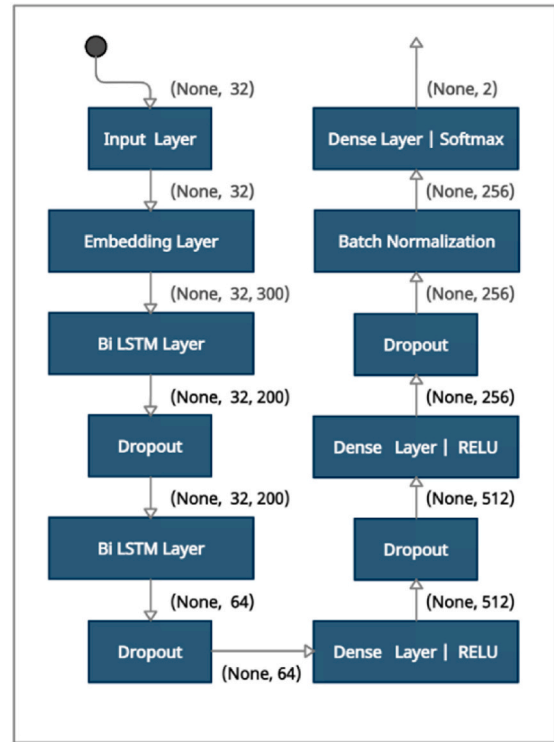 (None, 32)
Input Layer
(None, 32)
Embedding Layer
(None, 32, 300)
Bi LSTM Layer
(None, 32, 200)
Dropout
(None, 32, 200)
Bi LSTM Layer
(None, 64)
Dropout
(None, 64)
Dense Layer | RELU
(None, 512)
Dropout
(None, 512)
Dense Layer | RELU
(None, 256)
Dropout
(None, 256)
Batch Normalization
(None, 256)
Dense Layer | Softmax
(None, 2)